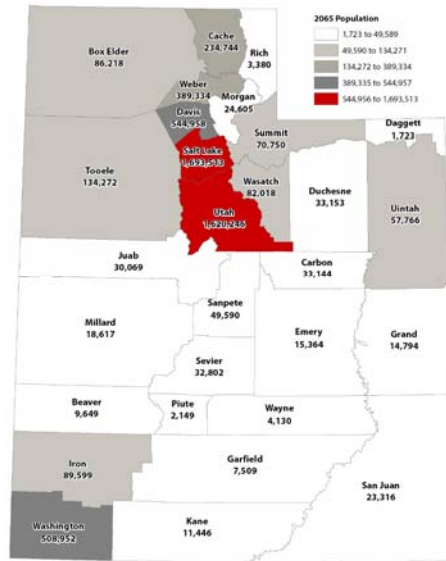 2065 Population
1,723 to 49,589
49,590 to 134,271
134,272 to 389,334
389,335 to 544,957
544,956 to 1,693,513
Cache
234,744
Rich
3,380
Box Elder
86,218
Weber
389,334
Morgan
24,605
Davis
544,958
Summit
70,750
Daggett
1,723
Salt Lake
1,693,513
Tooele
134,272
Wasatch
82,018
Duchesne
33,153
Uintah
57,766
Utah
1,620,246
Juab
30,069
Carbon
33,144
Sanpete
49,590
Millard
18,617
Emery
15,364
Grand
14,794
Sevier
32,802
Beaver
9,649
Piute
2,149
Wayne
4,130
Iron
89,599
Garfield
7,509
San Juan
23,316
Washington
508,952
Kane
11,446